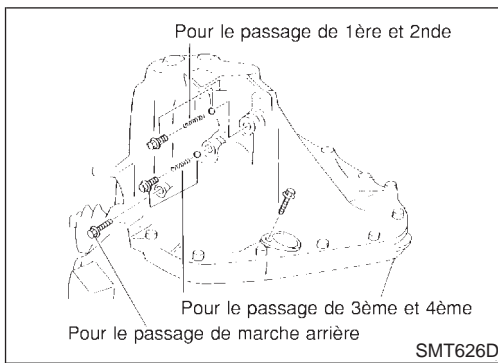 Pour le passage de 1ère et 2nde
Pour le passage de 3ème et 4ème
Pour le passage de marche arrière
SMT626D